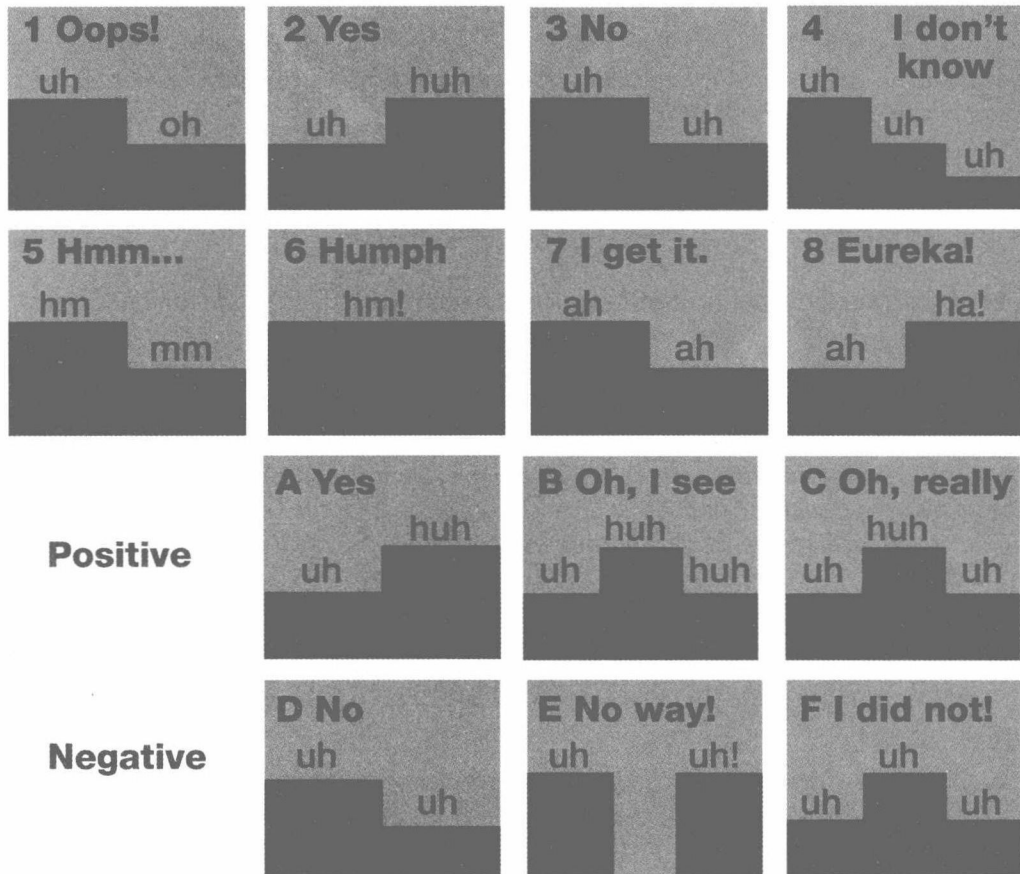 1 Oops!
uh
oh
2 Yes
huh
uh
3 No
uh
uh
4 I don't
know
uh
uh
uh
5 Hmm...
hm
mm
6 Humph
hm!
7 I get it.
ah
ah
8 Eureka!
ha!
ah
Positive
A Yes
huh
uh
B Oh, I see
huh
uh
huh
C Oh, really
huh
uh
uh
Negative
D No
uh
uh
E No way!
uh
uh!
F I did not!
uh
uh
uh